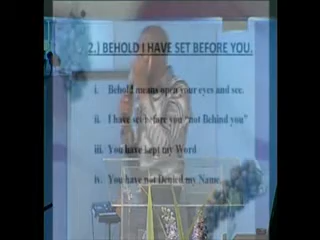 2.) BEHOLD I HAVE SET BEFORE YOU.
i. Behold means open your eyes and see.
ii. I have set before you "not Behind you"
iii. You have kept my Word
iv. You have not Denied my Name.